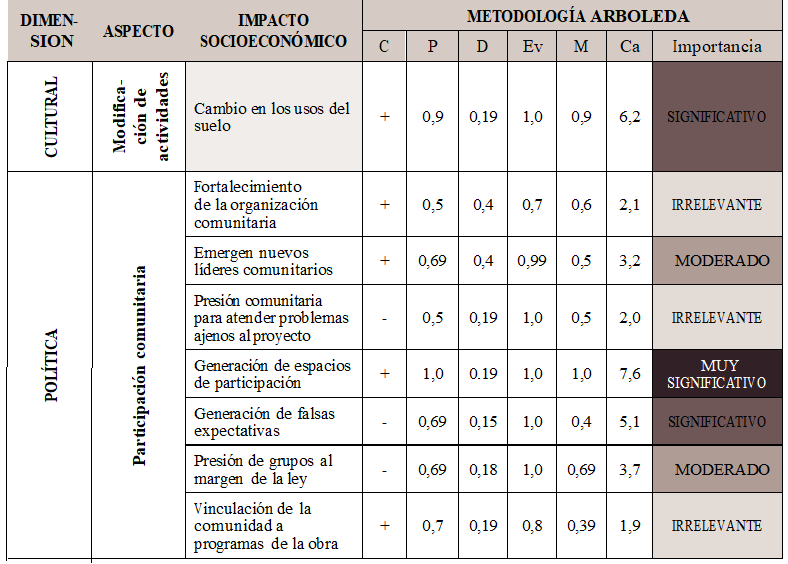 DIMEN-
SION
ASPECTO
IMPACTO
SOCIOECONÓMICO
METODOLOGÍA ARBOLEDA
C P D Ev M Ca Importancia
CULTURAL
Modifica-
ción de
actividades
Cambio en los usos del
suelo
+ 0,9 0,19 1,0 0,9 6,2 SIGNIFICATIVO
POLÍTICA
Participación comunitaria
Fortalecimiento
de la organización
comunitaria
+ 0,5 0,4 0,7 0,6 2,1 IRRELEVANTE
Emergen nuevos
líderes comunitarios
+ 0,69 0,4 0,99 0,5 3,2 MODERADO
Presión comunitaria
para atender problemas
ajenos al proyecto
- 0,5 0,19 1,0 0,5 2,0 IRRELEVANTE
Generación de espacios
de participación
+ 1,0 0.19 1,0 1,0 7,6 MUY
SIGNIFICATIVO
Generación de falsas
expectativas
- 0,69 0,15 1,0 0,4 5,1 SIGNIFICATIVO
Presión de grupos al
margen de la ley
- 0,69 0,18 1,0 0,69 3,7 MODERADO
Vinculación de la
comunidad a
programas de la obra
+ 0,7 0,19 0,8 0,39 1,9 IRRELEVANTE